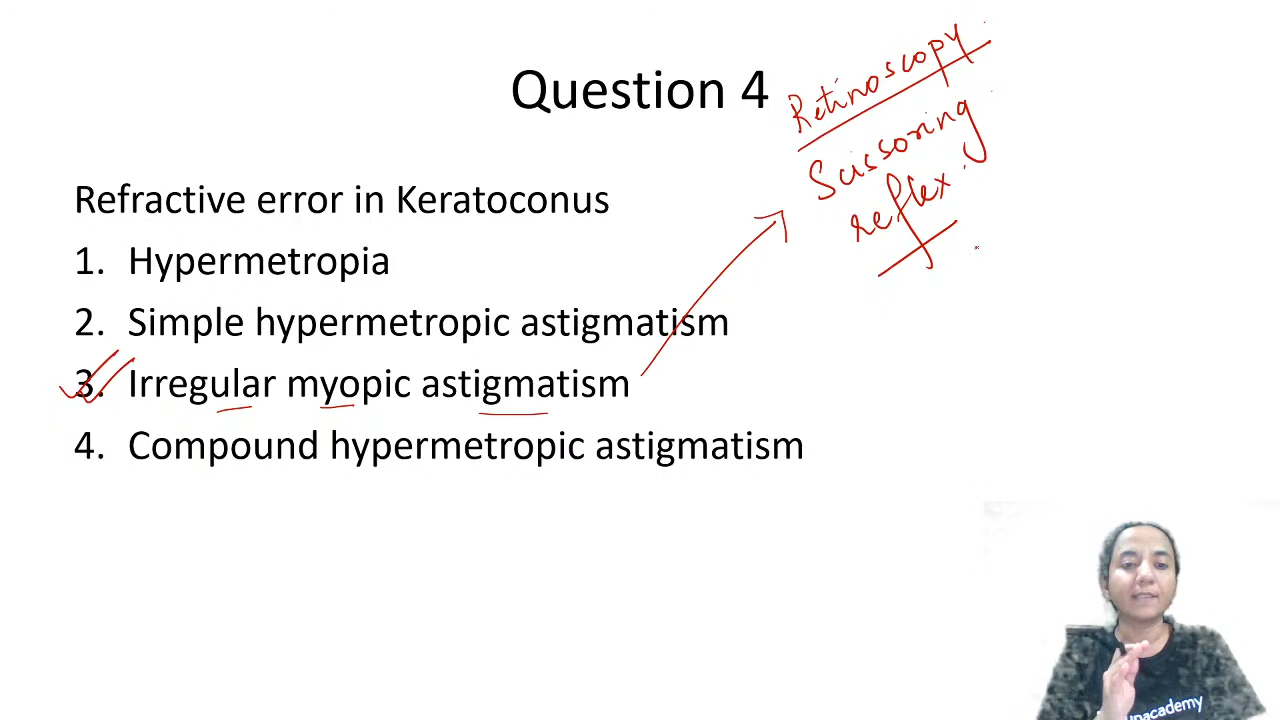 Question 4
Retinoscopy
Scissoring
reflex.
Refractive error in Keratoconus
1. Hypermetropia
2. Simple hypermetropic astigmatism
3. Irregular myopic astigmatism
4. Compound hypermetropic astigmatism